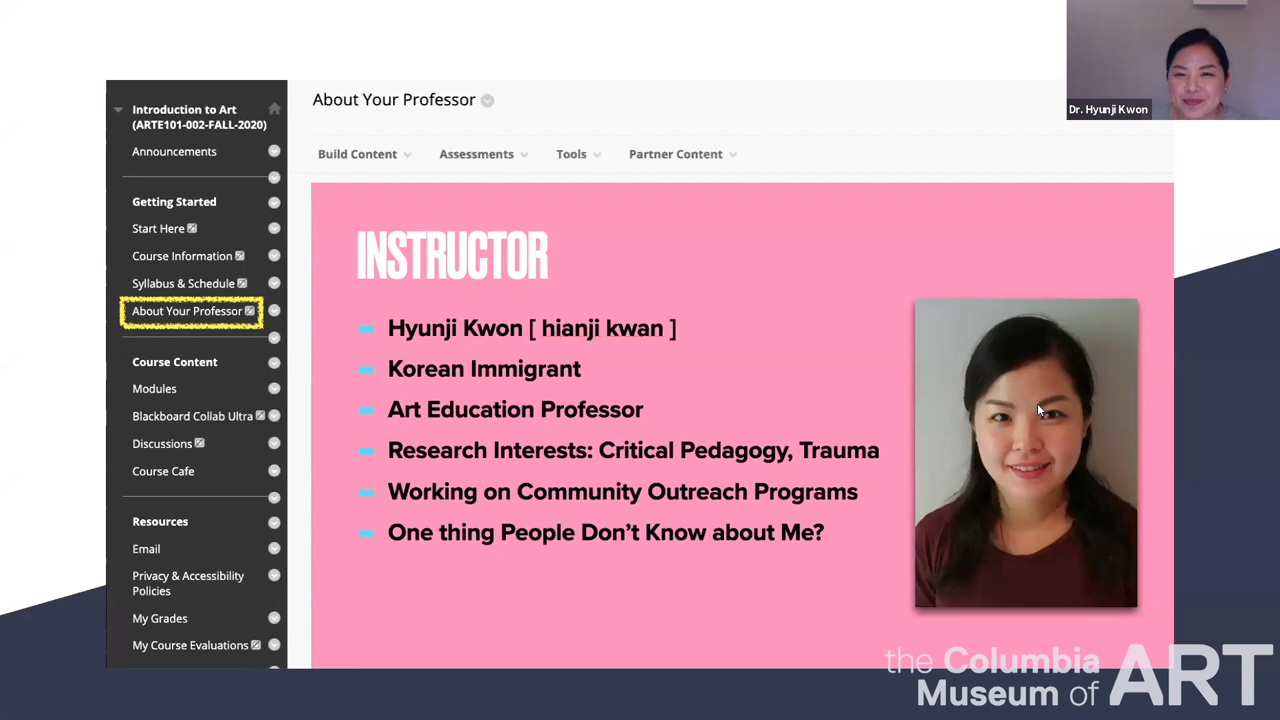 Dr. Hyunji Kwon
Introduction to Art
(ARTE101-002-FALL-2020)
Announcements
Getting Started
Start Here
Course Information
Syllabus & Schedule
About Your Professor
Course Content
Modules
Blackboard Collab Ultra
Discussions
Course Cafe
Resources
Email
Privacy & Accessibility
Policies
My Grades
My Course Evaluations
About Your Professor
Build Content
Assessments
Tools
Partner Content
INSTRUCTOR
Hyunji Kwon [ hianji kwan ]
Korean Immigrant
Art Education Professor
Research Interests: Critical Pedagogy, Trauma
Working on Community Outreach Programs
One thing People Don’t Know about Me?
the Columbia
Museum of ART